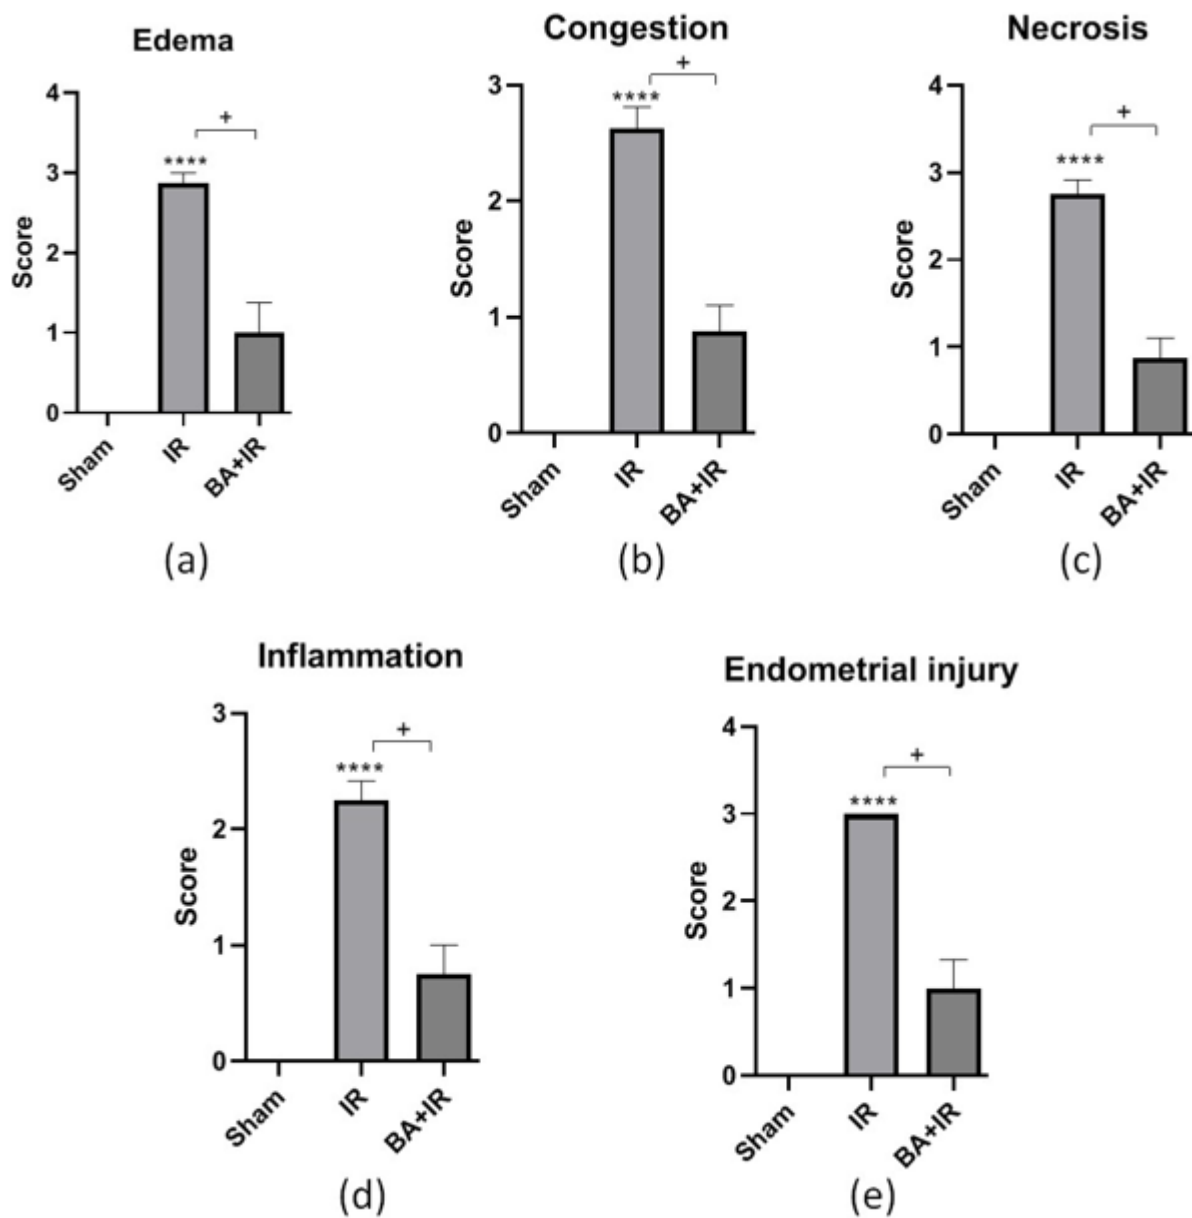 Edema
Score
4
3
2
1
0
****
+
Sham
IR
BA+IR
(a)
Congestion
Score
3
2
1
0
****
+
Sham
IR
BA+IR
(b)
Necrosis
Score
4
3
2
1
0
****
+
Sham
IR
BA+IR
(c)
Inflammation
Score
3
2
1
0
****
+
Sham
IR
BA+IR
(d)
Endometrial injury
Score
4
3
2
1
0
****
+
Sham
IR
BA+IR
(e)